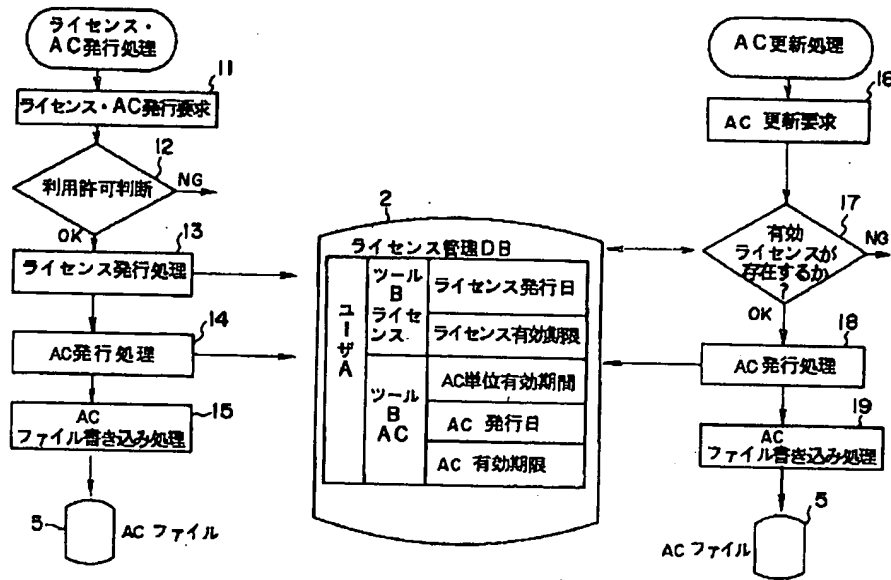 ライセンス・
AC発行処理
11
ライセンス・AC発行要求
12
利用許可判断
NG
OK
13
ライセンス発行処理
14
AC発行処理
15
AC
ファイル書き込み処理
5
ACファイル
2
ライセンス管理DB
ユーザA
ツール
B
ライセ
ンス
ライセンス発行日
ライセンス有効期限
ツール
B
AC
AC単位有効期間
AC 発行日
AC 有効期限
AC更新処理
16
AC 更新要求
17
有効
ライセンスが
存在するか
?
NG
OK
18
AC発行処理
19
AC
ファイル書き込み処理
5
ACファイル